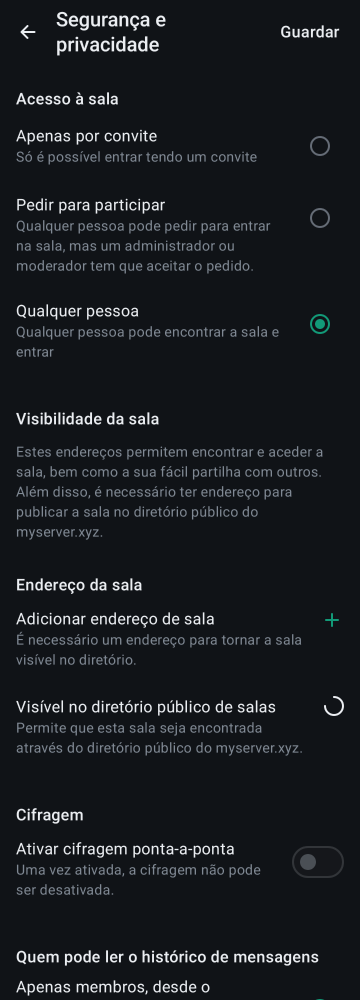 Segurança e
privacidade
Guardar
Acesso à sala
Apenas por convite
Só é possível entrar tendo um convite
Pedir para participar
Qualquer pessoa pode pedir para entrar
na sala, mas um administrador ou
moderador tem que aceitar o pedido.
Qualquer pessoa
Qualquer pessoa pode encontrar a sala e
entrar
Visibilidade da sala
Estes endereços permitem encontrar e aceder a
sala, bem como a sua fácil partilha com outros.
Além disso, é necessário ter endereço para
publicar a sala no diretório público do
myserver.xyz.
Endereço da sala
Adicionar endereço de sala
É necessário um endereço para tornar a sala
visível no diretório.
Visível no diretório público de salas
Permite que esta sala seja encontrada
através do diretório público do myserver.xyz.
Cifragem
Ativar cifragem ponta-a-ponta
Uma vez ativada, a cifragem não pode
ser desativada.
Quem pode ler o histórico de mensagens
Apenas membros, desde o